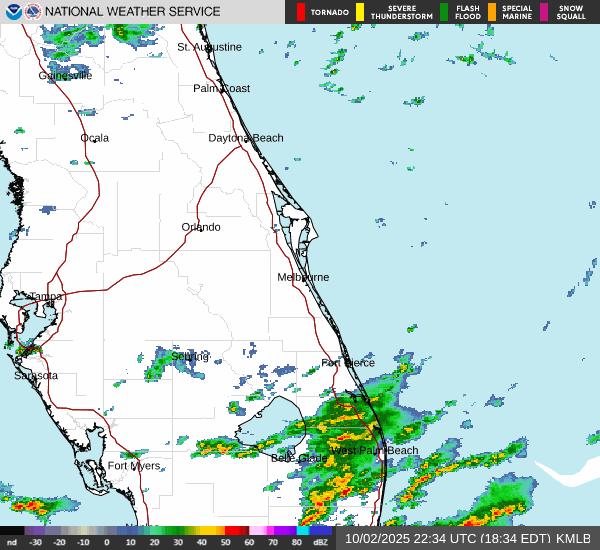 NATIONAL WEATHER SERVICE
TORNADO
SEVERE THUNDERSTORM
FLASH FLOOD
SPECIAL MARINE
SNOW SQUALL
St. Augustine
Gainesville
Palm Coast
Ocala
Daytona Beach
Orlando
Melbourne
Tampa
Sebring
Fort Pierce
Sarasota
West Palm Beach
Belle Glade
Fort Myers
nd -30 -20 -10 0 10 20 30 40 50 60 70 80 dBZ
10/02/2025 22:34 UTC (18:34 EDT) KMLB